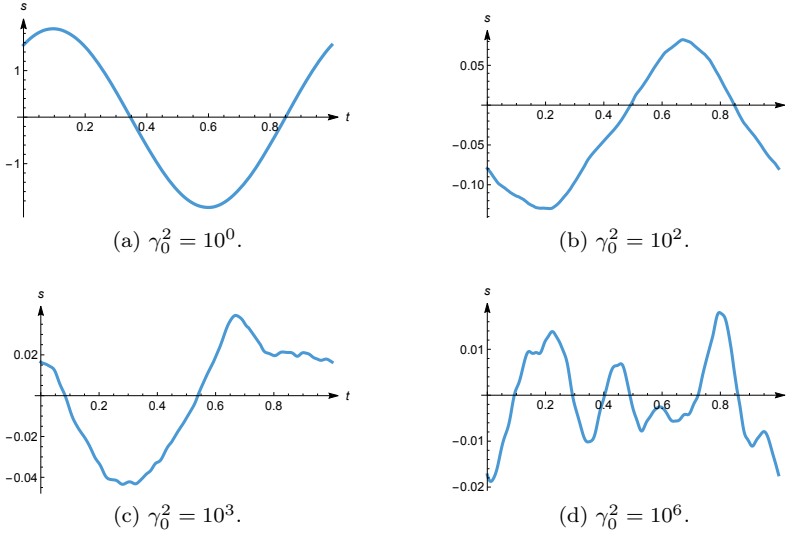 s
1
0.2 0.4 0.6 0.8 t
−1
(a) γ₀² = 10⁰.
s
0.05
0.2 0.4 0.6 0.8
−0.05
−0.10
(b) γ₀² = 10².
s
0.02
0.2 0.4 0.6 0.8 t
−0.02
−0.04
(c) γ₀² = 10³.
s
0.01
0.2 0.4 0.6 0.8
−0.01
−0.02
(d) γ₀² = 10⁶.